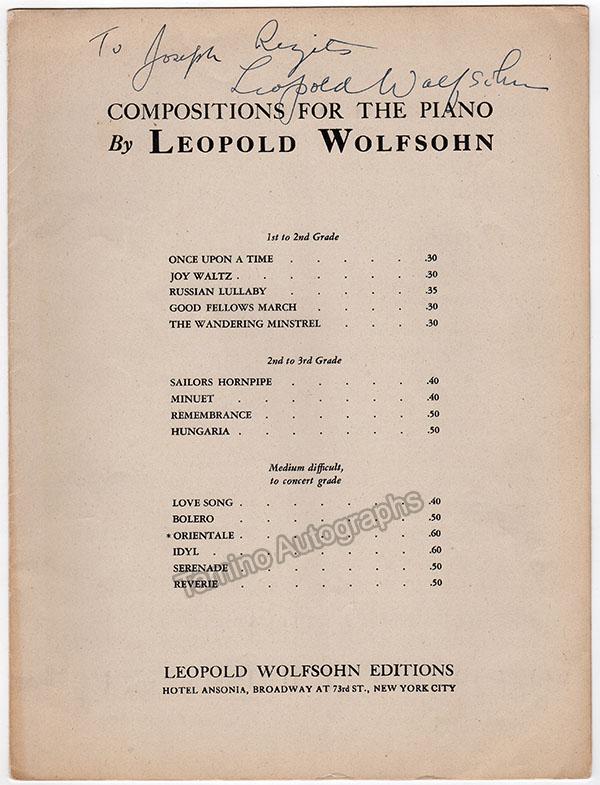 To Joseph Rezits
Leopold Wolfsohn
COMPOSITIONS FOR THE PIANO
By LEOPOLD WOLFSOHN
1st to 2nd Grade
ONCE UPON A TIME . . . . . .30
JOY WALTZ . . . . . . . .30
RUSSIAN LULLABY . . . . . .35
GOOD FELLOWS MARCH . . . . .30
THE WANDERING MINSTREL . . . .30
2nd to 3rd Grade
SAILORS HORNPIPE . . . . . .40
MINUET . . . . . . . .40
REMEMBRANCE . . . . . . .50
HUNGARIA . . . . . . . .50
Medium difficult,
to concert grade
LOVE SONG . . . . . . . .40
BOLERO . . . . . . . .50
*ORIENTALE . . . . . . . .60
IDYL . . . . . . . . .60
SERENADE . . . . . . . .50
REVERIE . . . . . . . .50
Tamino Autographs
LEOPOLD WOLFSOHN EDITIONS
HOTEL ANSONIA, BROADWAY AT 73rd ST., NEW YORK CITY